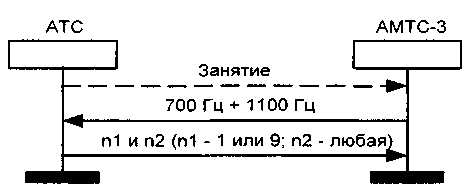 АТС АМТС-3
Занятие
700 Гц + 1100 Гц
n1 и n2 (n1 - 1 или 9; n2 - любая)